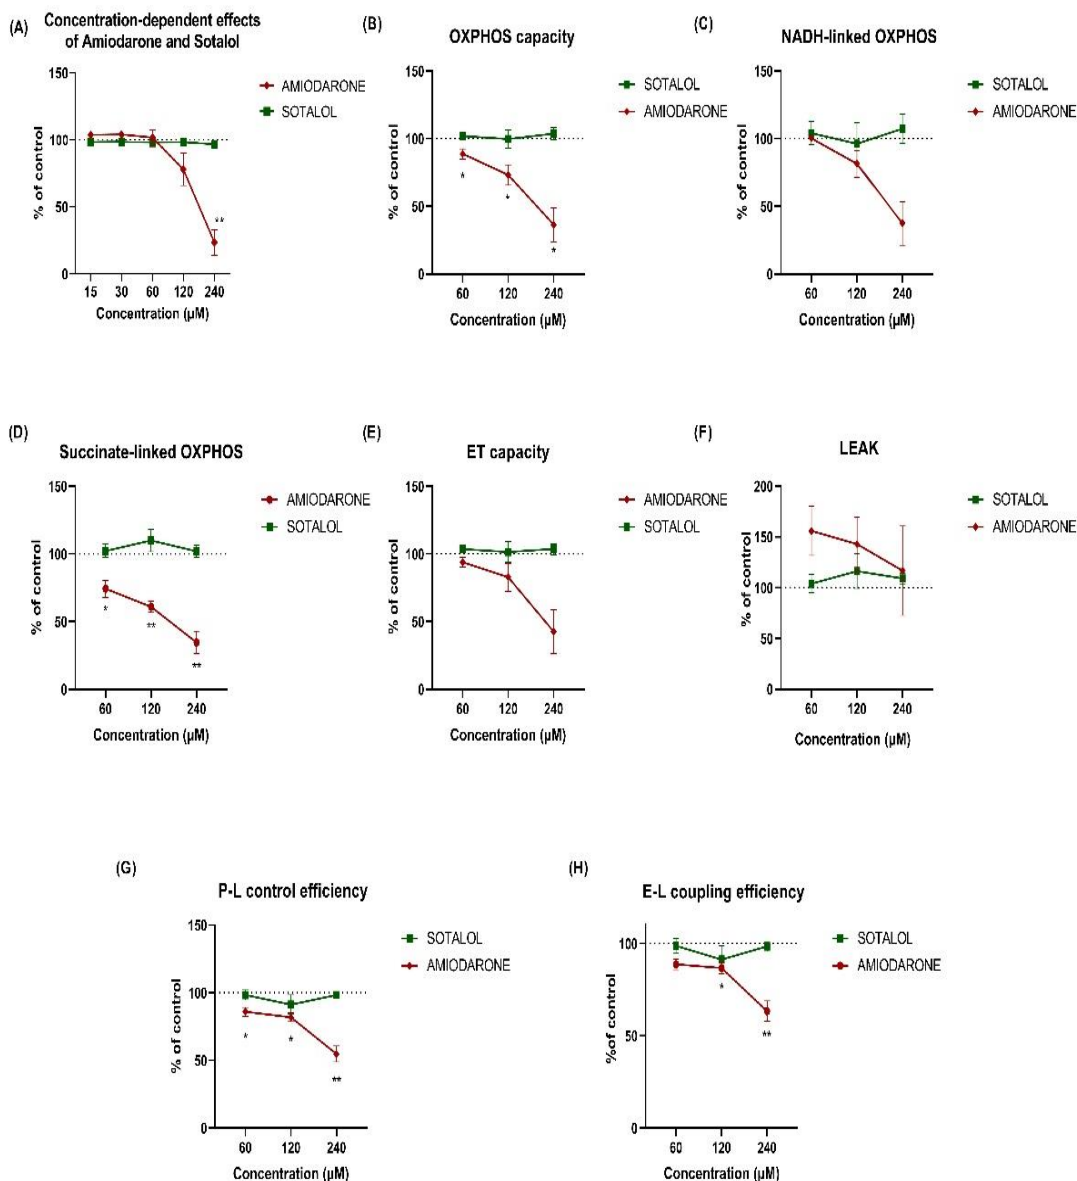 (A)
Concentration-dependent effects
of Amiodarone and Sotalol
150
100
50
0
% of control
15 30 60 120 240
Concentration (µM)
AMIODARONE
SOTALOL
**
(B)
OXPHOS capacity
150
100
50
0
% of control
60 120 240
Concentration (µM)
SOTALOL
AMIODARONE
*
*
*
(C)
NADH-linked OXPHOS
150
100
50
0
% of control
60 120 240
Concentration (µM)
SOTALOL
AMIODARONE
(D)
Succinate-linked OXPHOS
150
100
50
0
% of control
60 120 240
Concentration (µM)
AMIODARONE
SOTALOL
*
**
**
(E)
ET capacity
150
100
50
0
% of control
60 120 240
Concentration (µM)
AMIODARONE
SOTALOL
(F)
LEAK
200
150
100
50
0
% of control
60 120 240
Concentration (µM)
SOTALOL
AMIODARONE
(G)
P-L control efficiency
150
100
50
0
% of control
60 120 240
Concentration (µM)
SOTALOL
AMIODARONE
*
*
**
(H)
E-L coupling efficiency
100
50
0
%of control
60 120 240
Concentration (µM)
SOTALOL
AMIODARONE
*
**